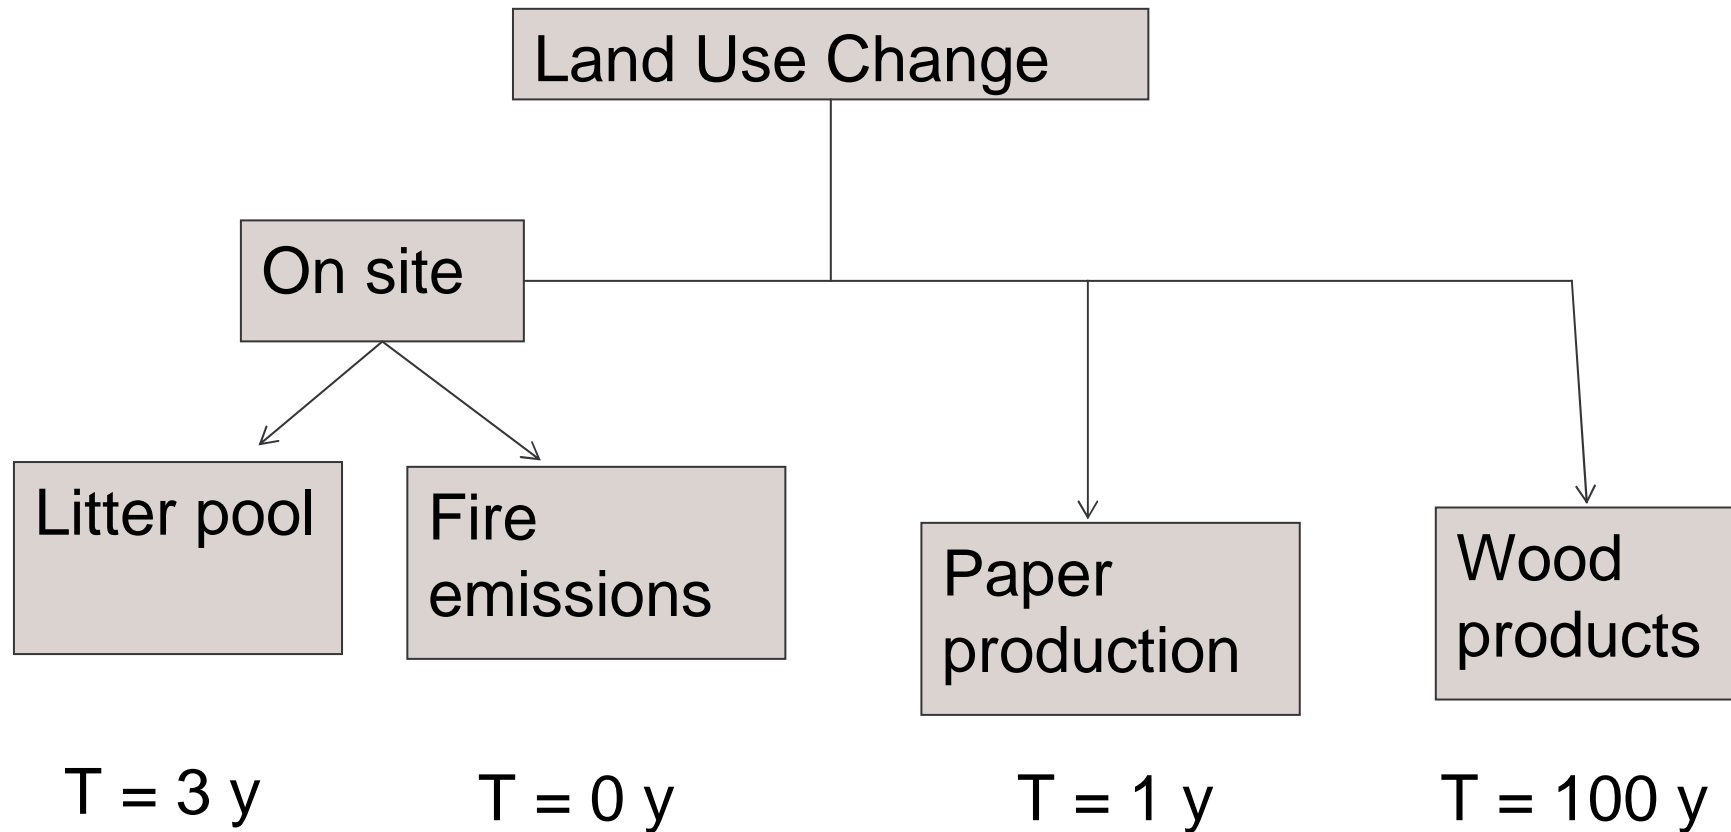 Land Use Change
On site
Litter pool
Fire
emissions
Paper
production
Wood
products
T = 3 y
T = 0 y
T = 1 y
T = 100 y